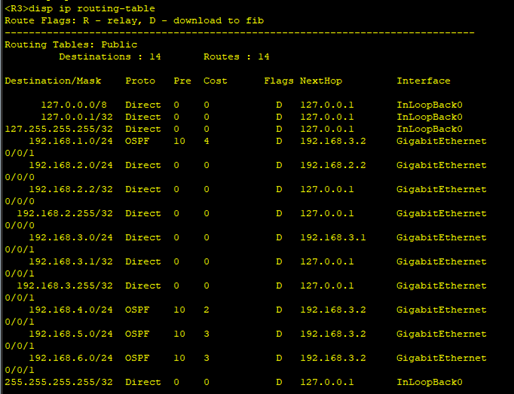 <R3>disp ip routing-table
Route Flags: R - relay, D - download to fib
------------------------------------------------------------------------------
Routing Tables: Public
         Destinations : 14       Routes : 14

Destination/Mask    Proto   Pre  Cost      Flags NextHop         Interface

      127.0.0.0/8   Direct  0    0           D   127.0.0.1       InLoopBack0
      127.0.0.1/32  Direct  0    0           D   127.0.0.1       InLoopBack0
127.255.255.255/32  Direct  0    0           D   127.0.0.1       InLoopBack0
    192.168.1.0/24  OSPF    10   4           D   192.168.3.2     GigabitEthernet
0/0/1
    192.168.2.0/24  Direct  0    0           D   192.168.2.2     GigabitEthernet
0/0/0
    192.168.2.2/32  Direct  0    0           D   127.0.0.1       GigabitEthernet
0/0/0
  192.168.2.255/32  Direct  0    0           D   127.0.0.1       GigabitEthernet
0/0/0
    192.168.3.0/24  Direct  0    0           D   192.168.3.1     GigabitEthernet
0/0/1
    192.168.3.1/32  Direct  0    0           D   127.0.0.1       GigabitEthernet
0/0/1
  192.168.3.255/32  Direct  0    0           D   127.0.0.1       GigabitEthernet
0/0/1
    192.168.4.0/24  OSPF    10   2           D   192.168.3.2     GigabitEthernet
0/0/1
    192.168.5.0/24  OSPF    10   3           D   192.168.3.2     GigabitEthernet
0/0/1
    192.168.6.0/24  OSPF    10   3           D   192.168.3.2     GigabitEthernet
0/0/1
255.255.255.255/32  Direct  0    0           D   127.0.0.1       InLoopBack0